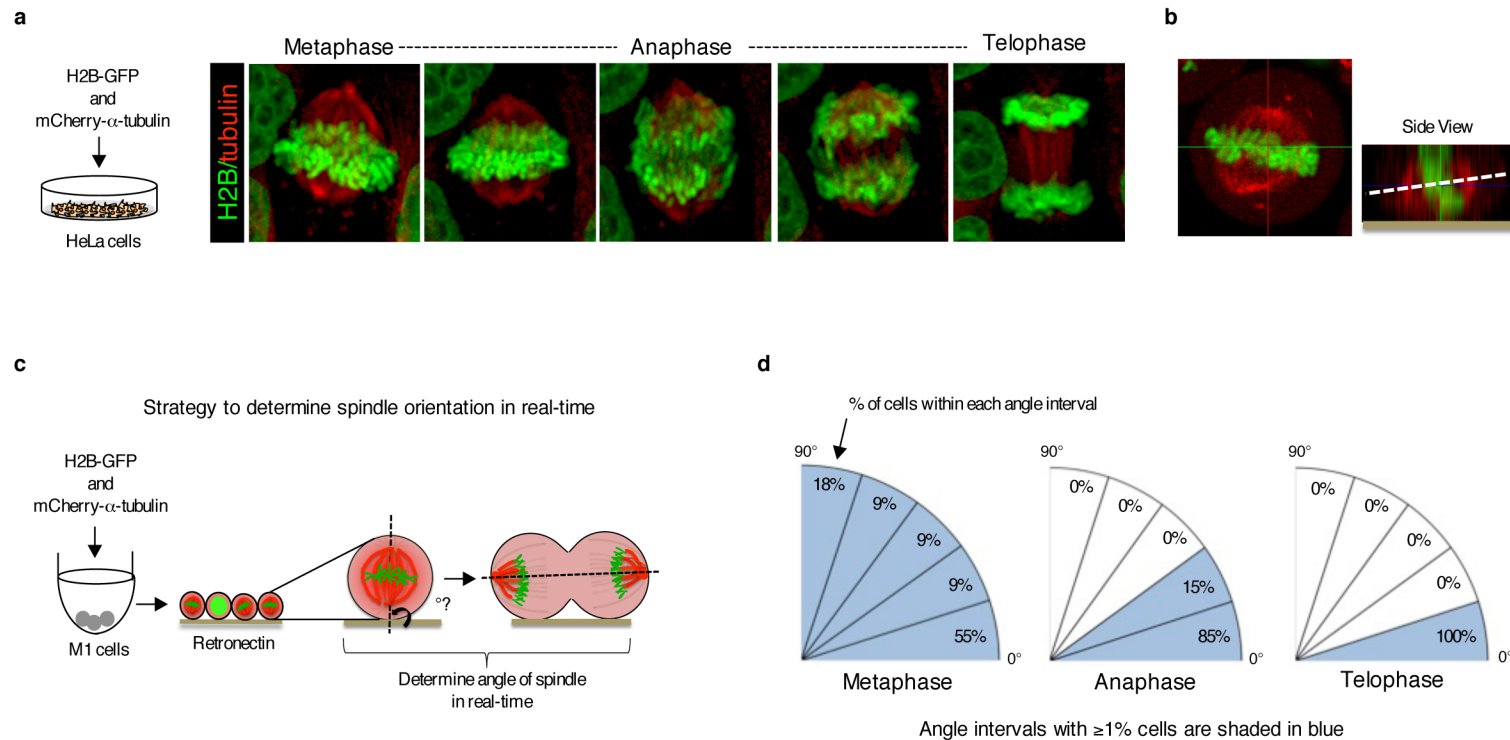 a
Metaphase
Anaphase
Telophase
H2B-GFP
and
mCherry-α-tubulin
HeLa cells
H2B/tubulin
b
Side View
c
Strategy to determine spindle orientation in real-time
H2B-GFP
and
mCherry-α-tubulin
M1 cells
Retronectin
°?
Determine angle of spindle
in real-time
d
% of cells within each angle interval
90°
18%
9%
9%
9%
55%
0°
Metaphase
90°
0%
0%
0%
15%
85%
0°
Anaphase
90°
0%
0%
0%
0%
100%
0°
Telophase
Angle intervals with ≥1% cells are shaded in blue